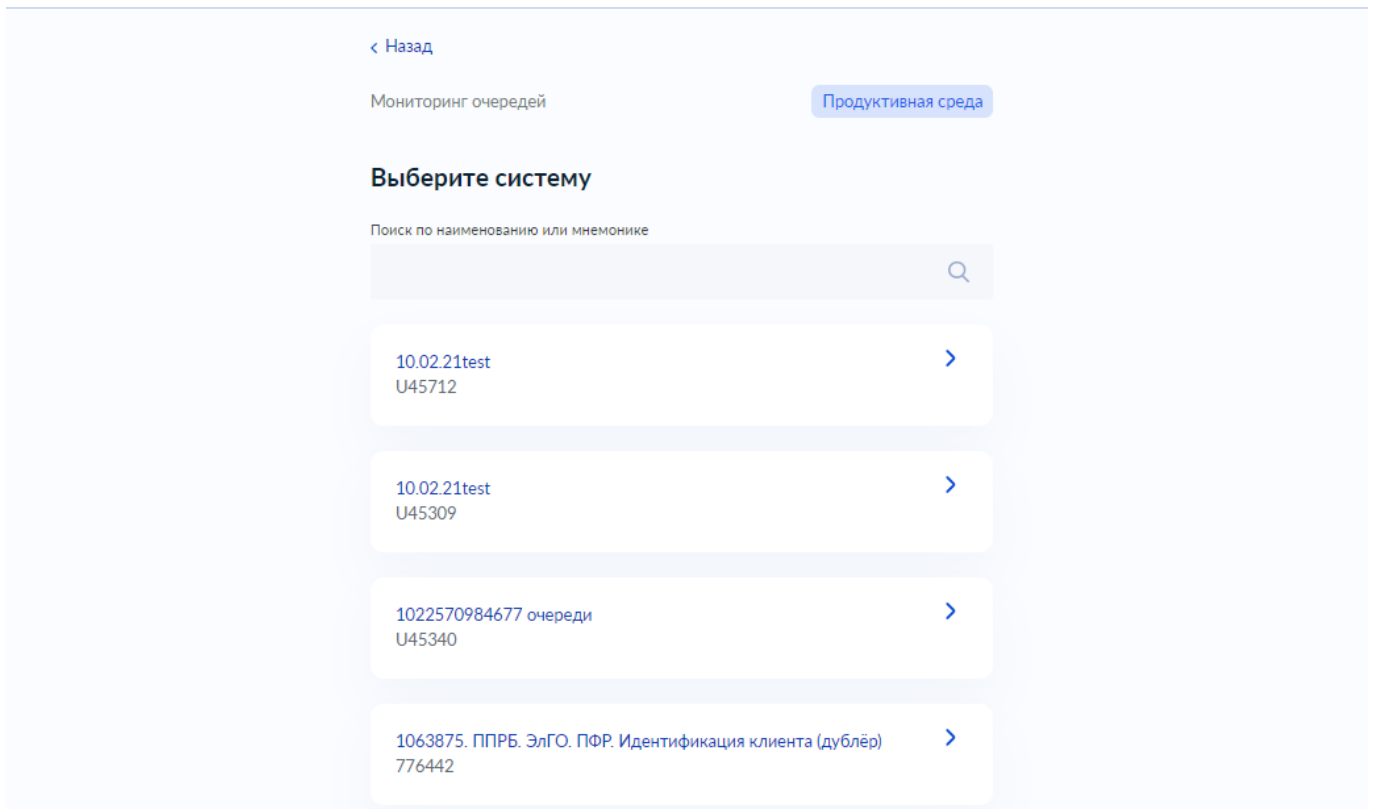 Назад
Мониторинг очередей
Продуктивная среда
Выберите систему
Поиск по наименованию или мнемонике
10.02.21test
U45712
10.02.21test
U45309
1022570984677 очереди
U45340
1063875. ППРБ. ЭлГО. ПФР. Идентификация клиента (дублёр)
776442